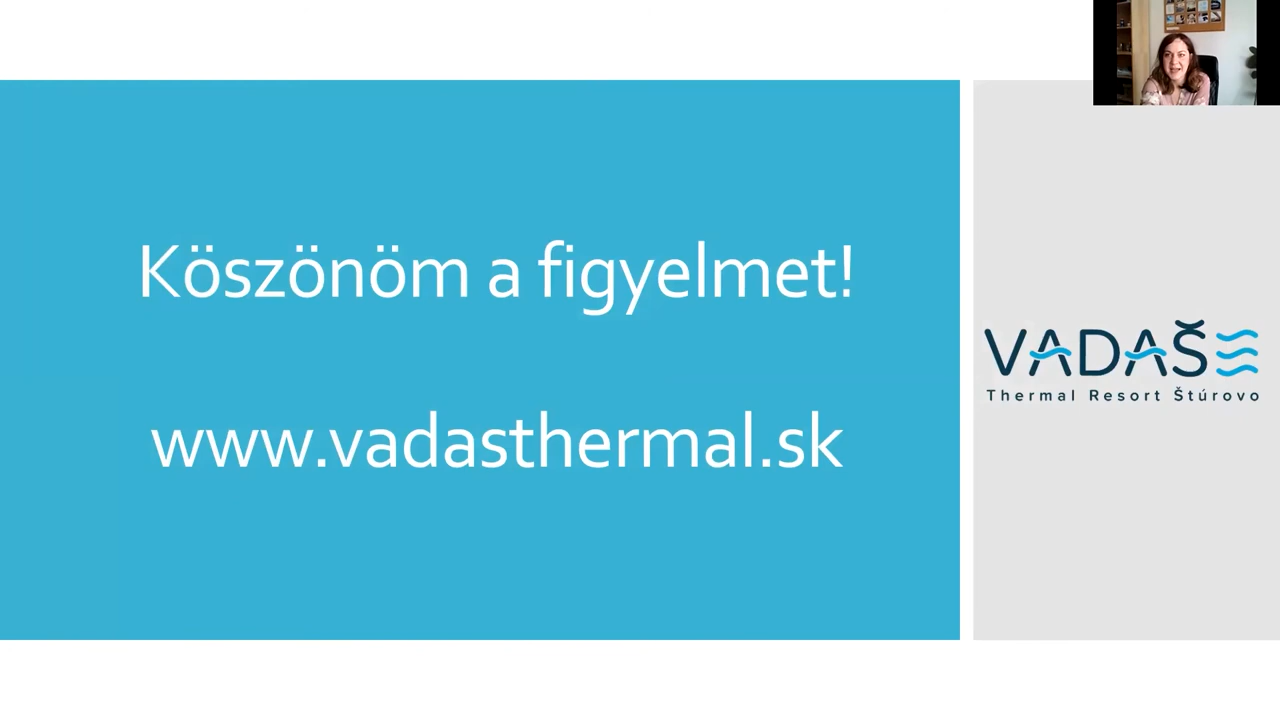 Köszönöm a figyelmet!
www.vadasthermal.sk
VADAŠ
Thermal Resort Štúrovo